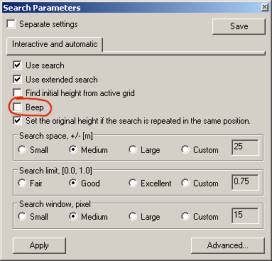 Search Parameters
Separate settings
Save
Interactive and automatic
Use search
Use extended search
Find initial height from active grid
Beep
Set the original height if the search is repeated in the same position.
Search space, +/- [m]
Small Medium Large Custom 25
Search limit, [0.0, 1.0]
Fair Good Excellent Custom 0.75
Search window, pixel
Small Medium Large Custom 15
Apply Advanced...